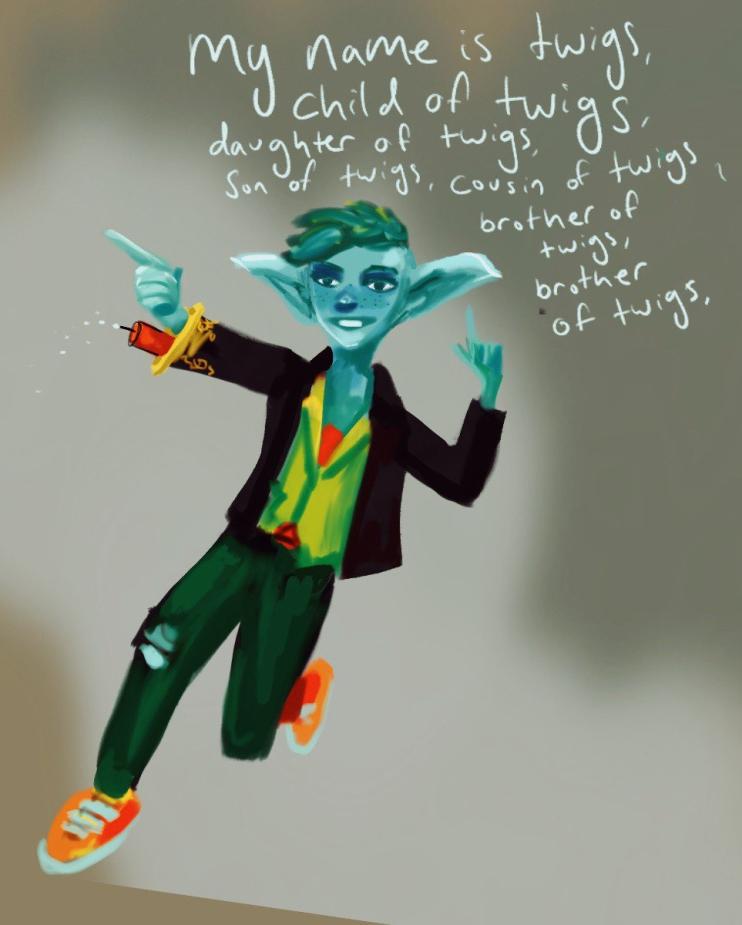 my name is twigs,
child of twigs,
daughter of twigs,
son of twigs, cousin of twigs,
brother of
twigs,
brother
of twigs,